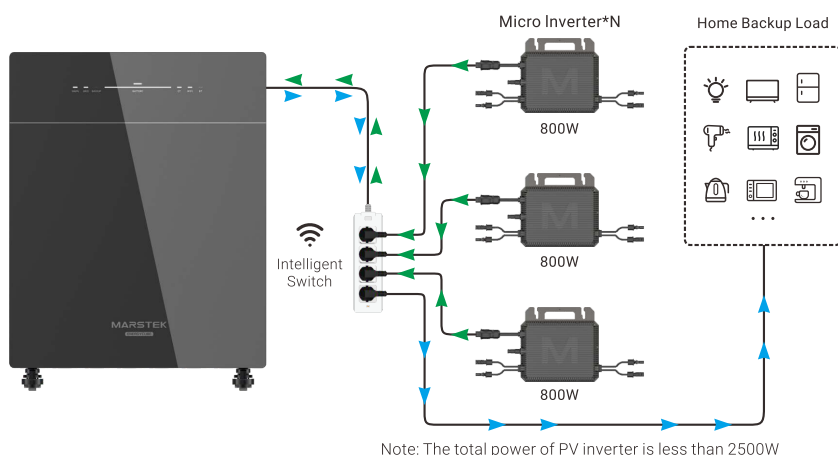 Micro Inverter*N
Home Backup Load
800W
MARSTEK
Intelligent
Switch
800W
800W
Note: The total power of PV inverter is less than 2500W